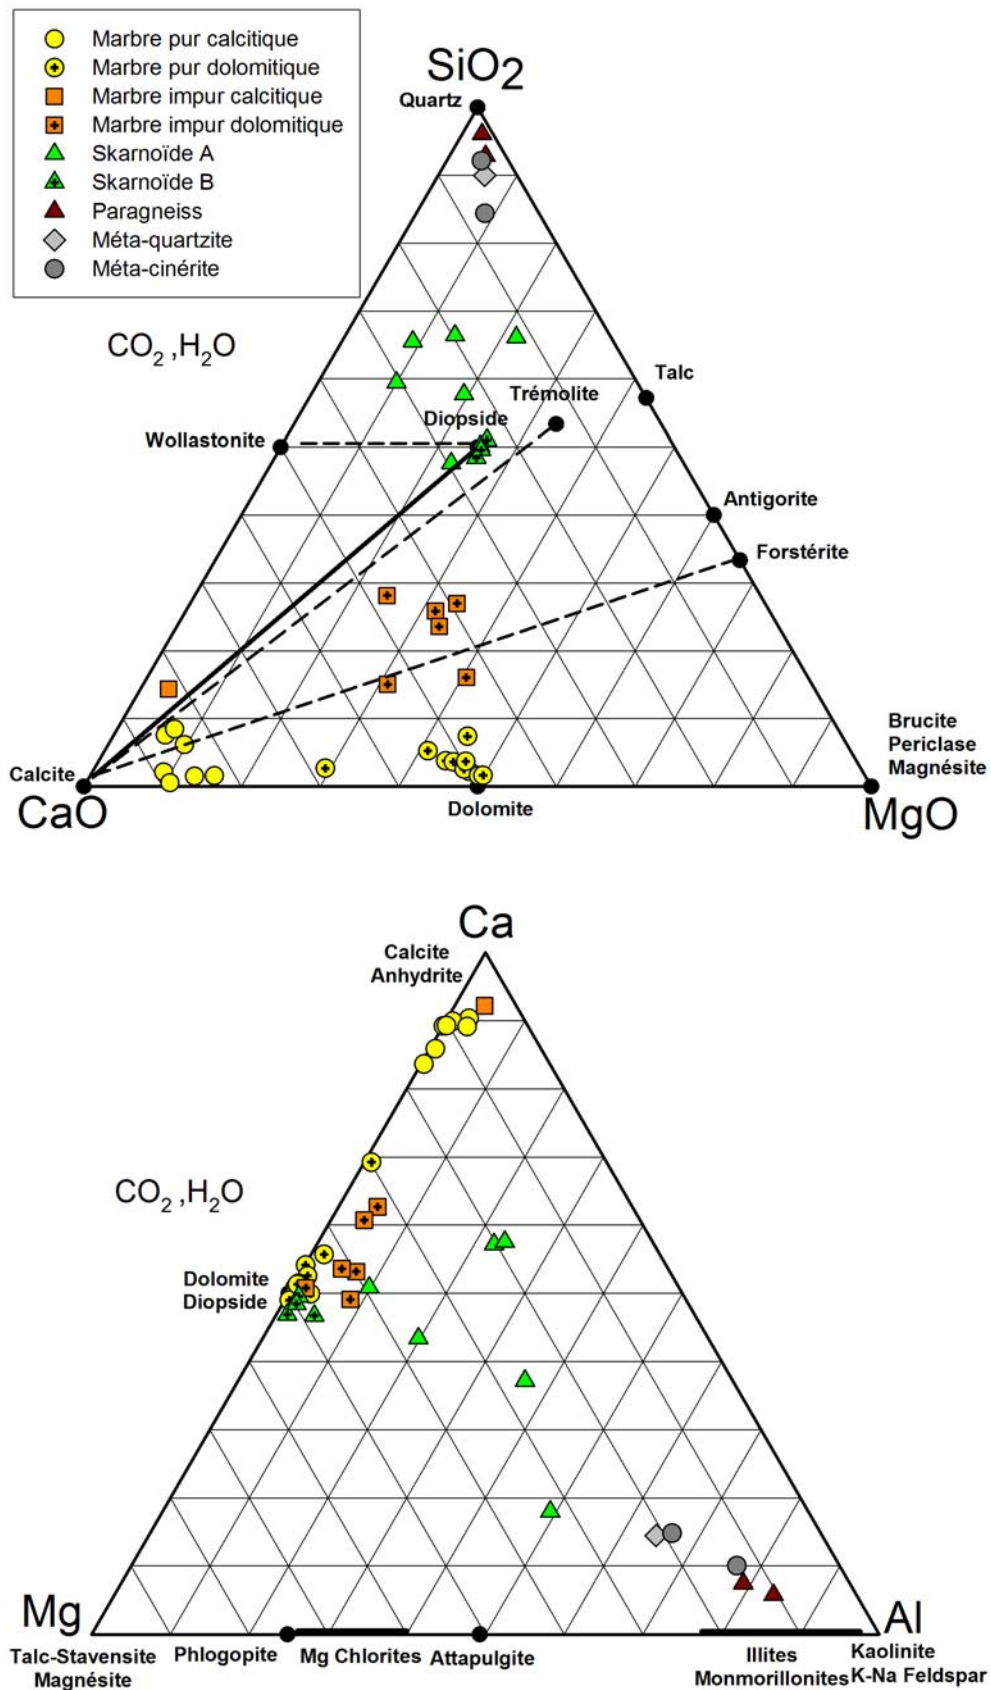 Marbre pur calcitique
Marbre pur dolomitique
Marbre impur calcitique
Marbre impur dolomitique
Skarnoïde A
Skarnoïde B
Paragneiss
Méta-quartzite
Méta-cinérite
SiO2
Quartz
CO2 ,H2O
Talc
Trémolite
Diopside
Wollastonite
Antigorite
Forstérite
Brucite
Periclase
Magnésite
Calcite
CaO
Dolomite
MgO
Ca
Calcite
Anhydrite
CO2 ,H2O
Dolomite
Diopside
Mg
Al
Talc-Stavensite
Magnésite
Phlogopite
Mg Chlorites
Attapulgite
Illites
Monmorillonites
Kaolinite
K-Na Feldspar